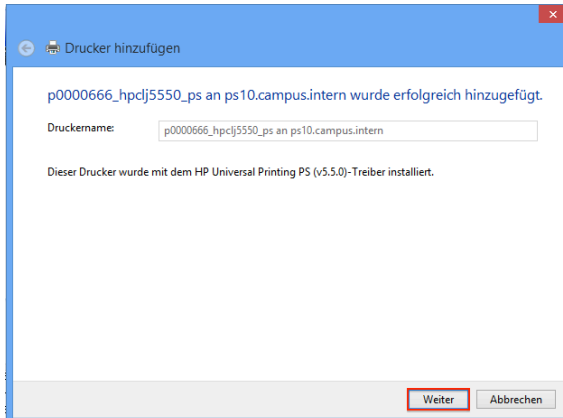 Drucker hinzufügen
p0000666_hpclj5550_ps an ps10.campus.intern wurde erfolgreich hinzugefügt.
Druckername: p0000666_hpclj5550_ps an ps10.campus.intern
Dieser Drucker wurde mit dem HP Universal Printing PS (v5.5.0)-Treiber installiert.
Weiter Abbrechen